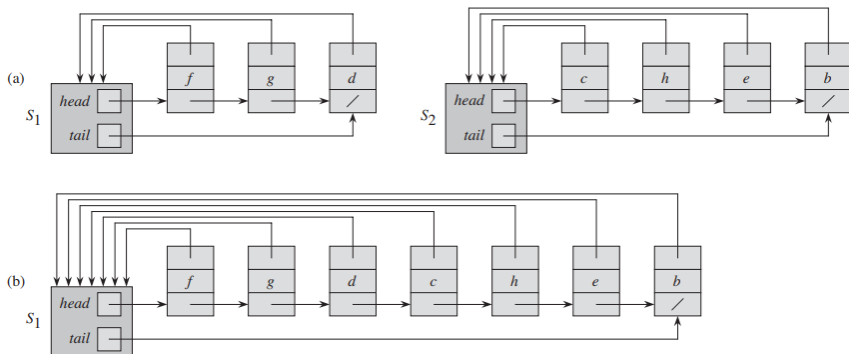 (a)
f g d
head
S1
tail
c h e b
head
S2
tail
(b)
f g d c h e b
head
S1
tail